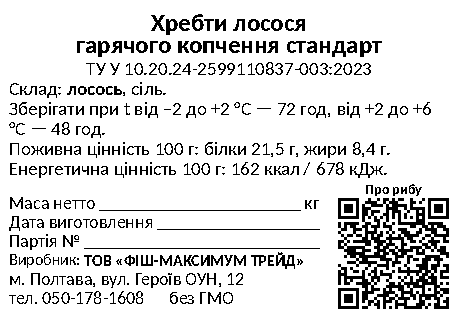 Хребти лосося
гарячого копчення стандарт
ТУ У 10.20.24-2599110837-003:2023
Склад: лосось, сіль.
Зберігати при t від –2 до +2 °С — 72 год, від +2 до +6
°С — 48 год.
Поживна цінність 100 г: білки 21,5 г, жири 8,4 г.
Енергетична цінність 100 г: 162 ккал / 678 кДж.
Про рибу
Маса нетто ________________________ кг
Дата виготовлення ___________________
Партія № ____________________________
Виробник: ТОВ «ФІШ-МАКСИМУМ ТРЕЙД»
м. Полтава, вул. Героїв ОУН, 12
тел. 050-178-1608 без ГМО